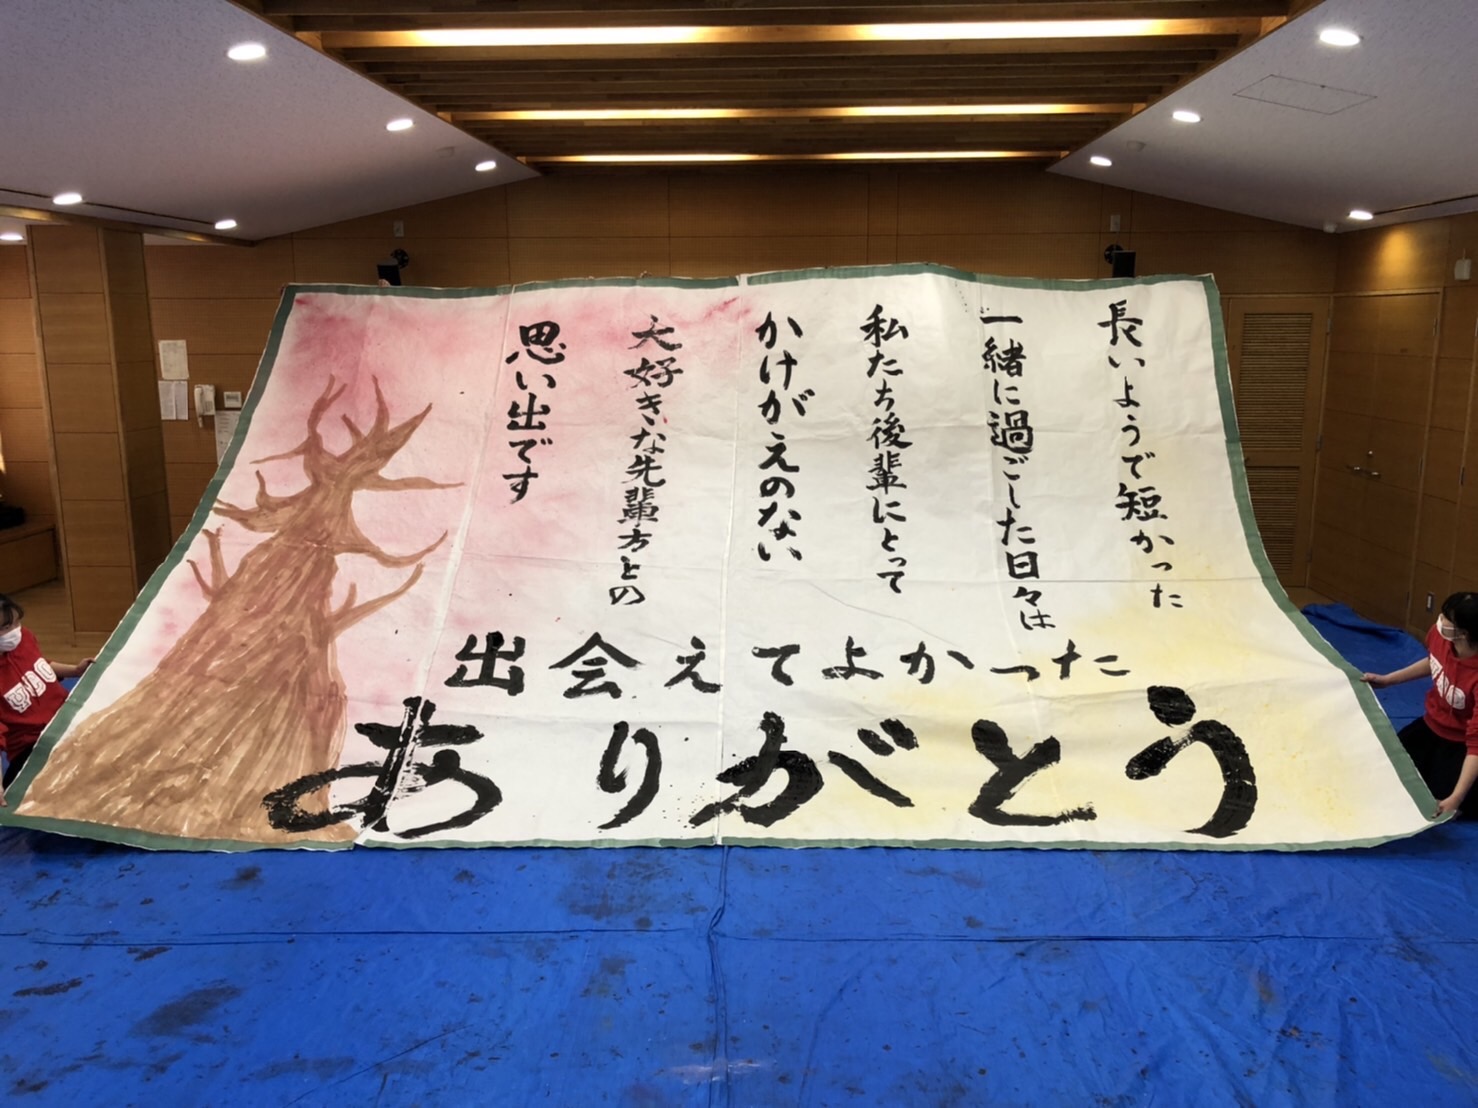 長いようで短かった
一緒に過ごした日々は
私たち後輩にとって
かけがえのない
大好きな先輩方との
思い出です
出会えてよかった
ありがとう